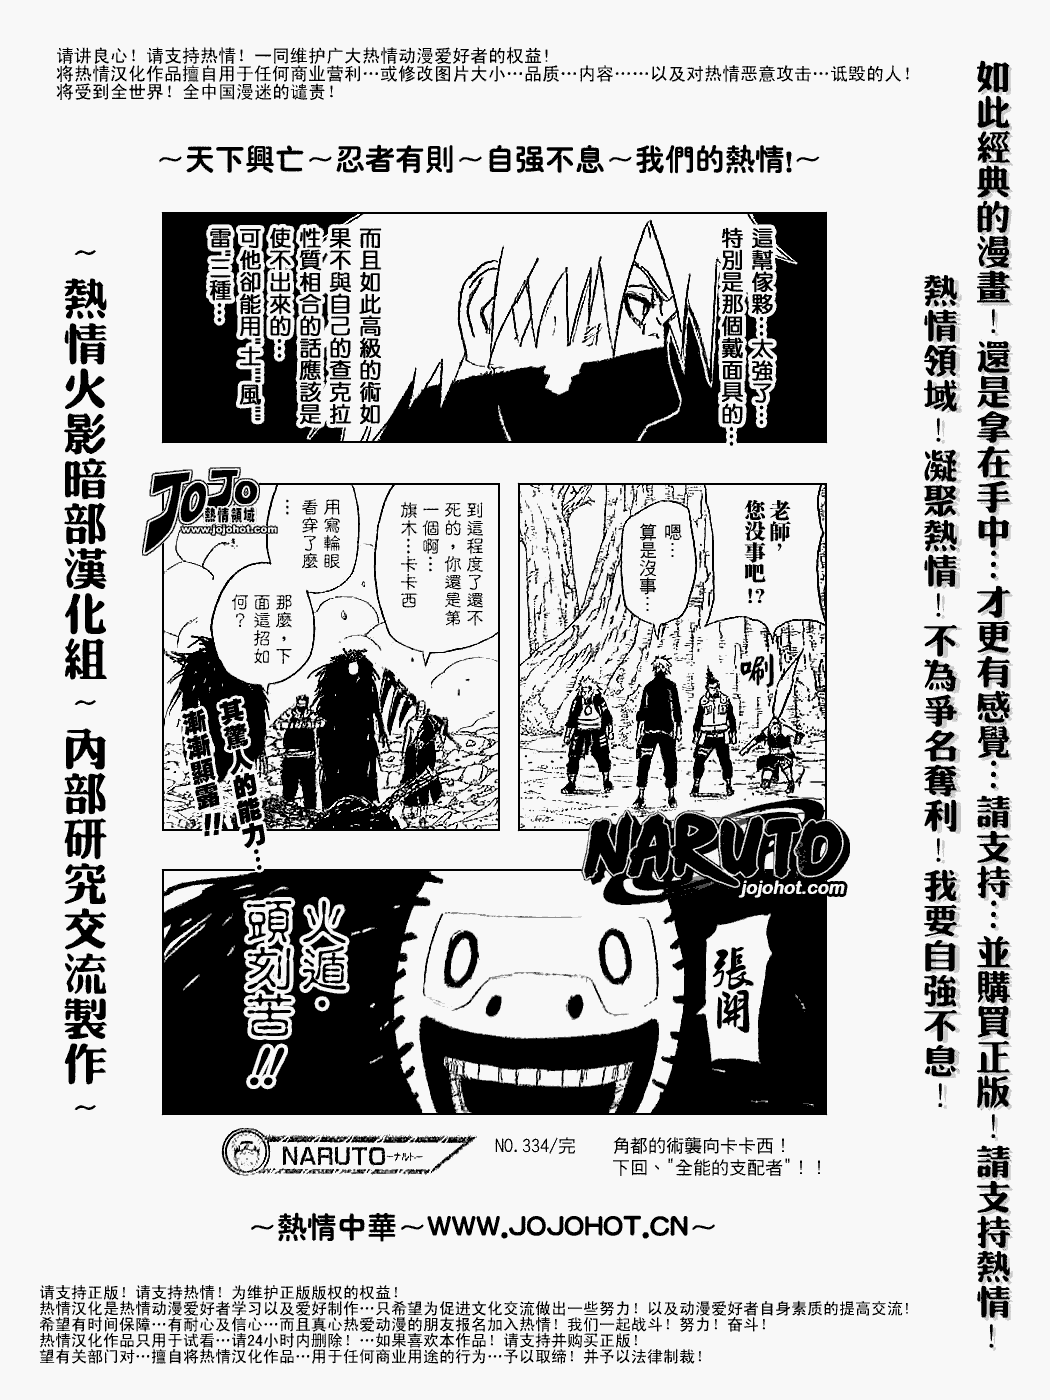 请讲良心！请支持热情！一同维护广大热情动漫爱好者的权益！
将热情汉化作品擅自用于任何商业营利…或修改图片大小…品质…内容……以及对热情恶意攻击…诋毁的人！
将受到全世界！全中国漫迷的谴责！
～天下興亡～忍者有則～自强不息～我們的熱情!～
如此經典的漫畫！還是拿在手中…才更有感覺…請支持…並購買正版！請支持熱情！
熱情領域！凝聚熱情！不為爭名奪利！我要自強不息！
～熱情火影暗部漢化組～內部研究交流製作～
這幫傢夥…太強了…
特別是那個戴面具的…
而且如此高級的術如
果不與自己的查克拉
性質相合的話應該是
使不出來的…
可他卻能用土…風…
雷…三種…
老師，
您沒事吧!?
嗯…
算是沒事…
唰
到這程度了還不
死的，你還是第
一個啊…
旗木…卡卡西
用寫輪眼
看穿了麼
…
那麼，下
面這招如
何？
JOJO
熱情領域
www.jojohot.com
其驚人的能力…
漸漸顯露!!
NARUTO
jojohot.com
張開
火遁．
頭刻苦!!
NARUTO—ナルト—
NO.334/完
角都的術襲向卡卡西！
下回、"全能的支配者"！！
～熱情中華～WWW.JOJOHOT.CN～
请支持正版！请支持热情！为维护正版版权的权益！
热情汉化是热情动漫爱好者学习以及爱好制作…只希望为促进文化交流做出一些努力！以及动漫爱好者自身素质的提高交流！
希望有时间保障…有耐心及信心…而且真心热爱动漫的朋友报名加入热情！我们一起战斗！努力！奋斗！
热情汉化作品只用于试看…请24小时内删除！…如果喜欢本作品！请支持并购买正版！
望有关部门对…擅自将热情汉化作品…用于任何商业用途的行为…予以取缔！并予以法律制裁！